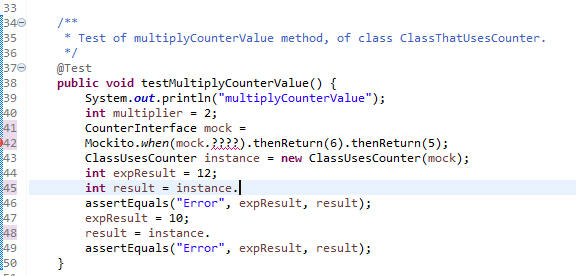 33
34 /**
35 * Test of multiplyCounterValue method, of class ClassThatUsesCounter.
36 */
37 @Test
38 public void testMultiplyCounterValue() {
39 System.out.println("multiplyCounterValue");
40 int multiplier = 2;
41 CounterInterface mock =
42 Mockito.when(mock.????).thenReturn(6).thenReturn(5);
43 ClassUsesCounter instance = new ClassUsesCounter(mock);
44 int expResult = 12;
45 int result = instance.
46 assertEquals("Error", expResult, result);
47 expResult = 10;
48 result = instance.
49 assertEquals("Error", expResult, result);
50 }